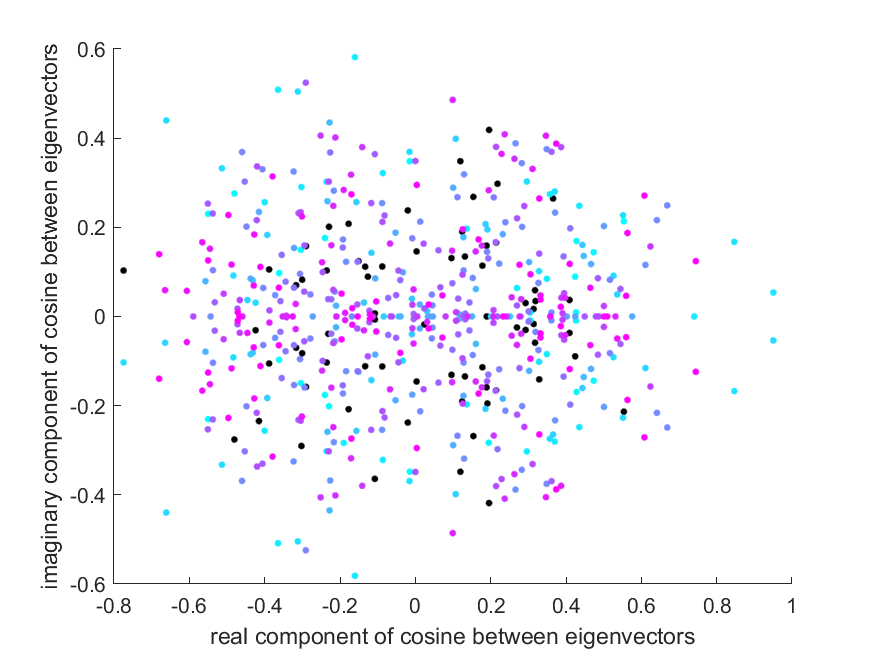 imaginary component of cosine between eigenvectors
0.6
0.4
0.2
0
-0.2
-0.4
-0.6
-0.8 -0.6 -0.4 -0.2 0 0.2 0.4 0.6 0.8 1
real component of cosine between eigenvectors